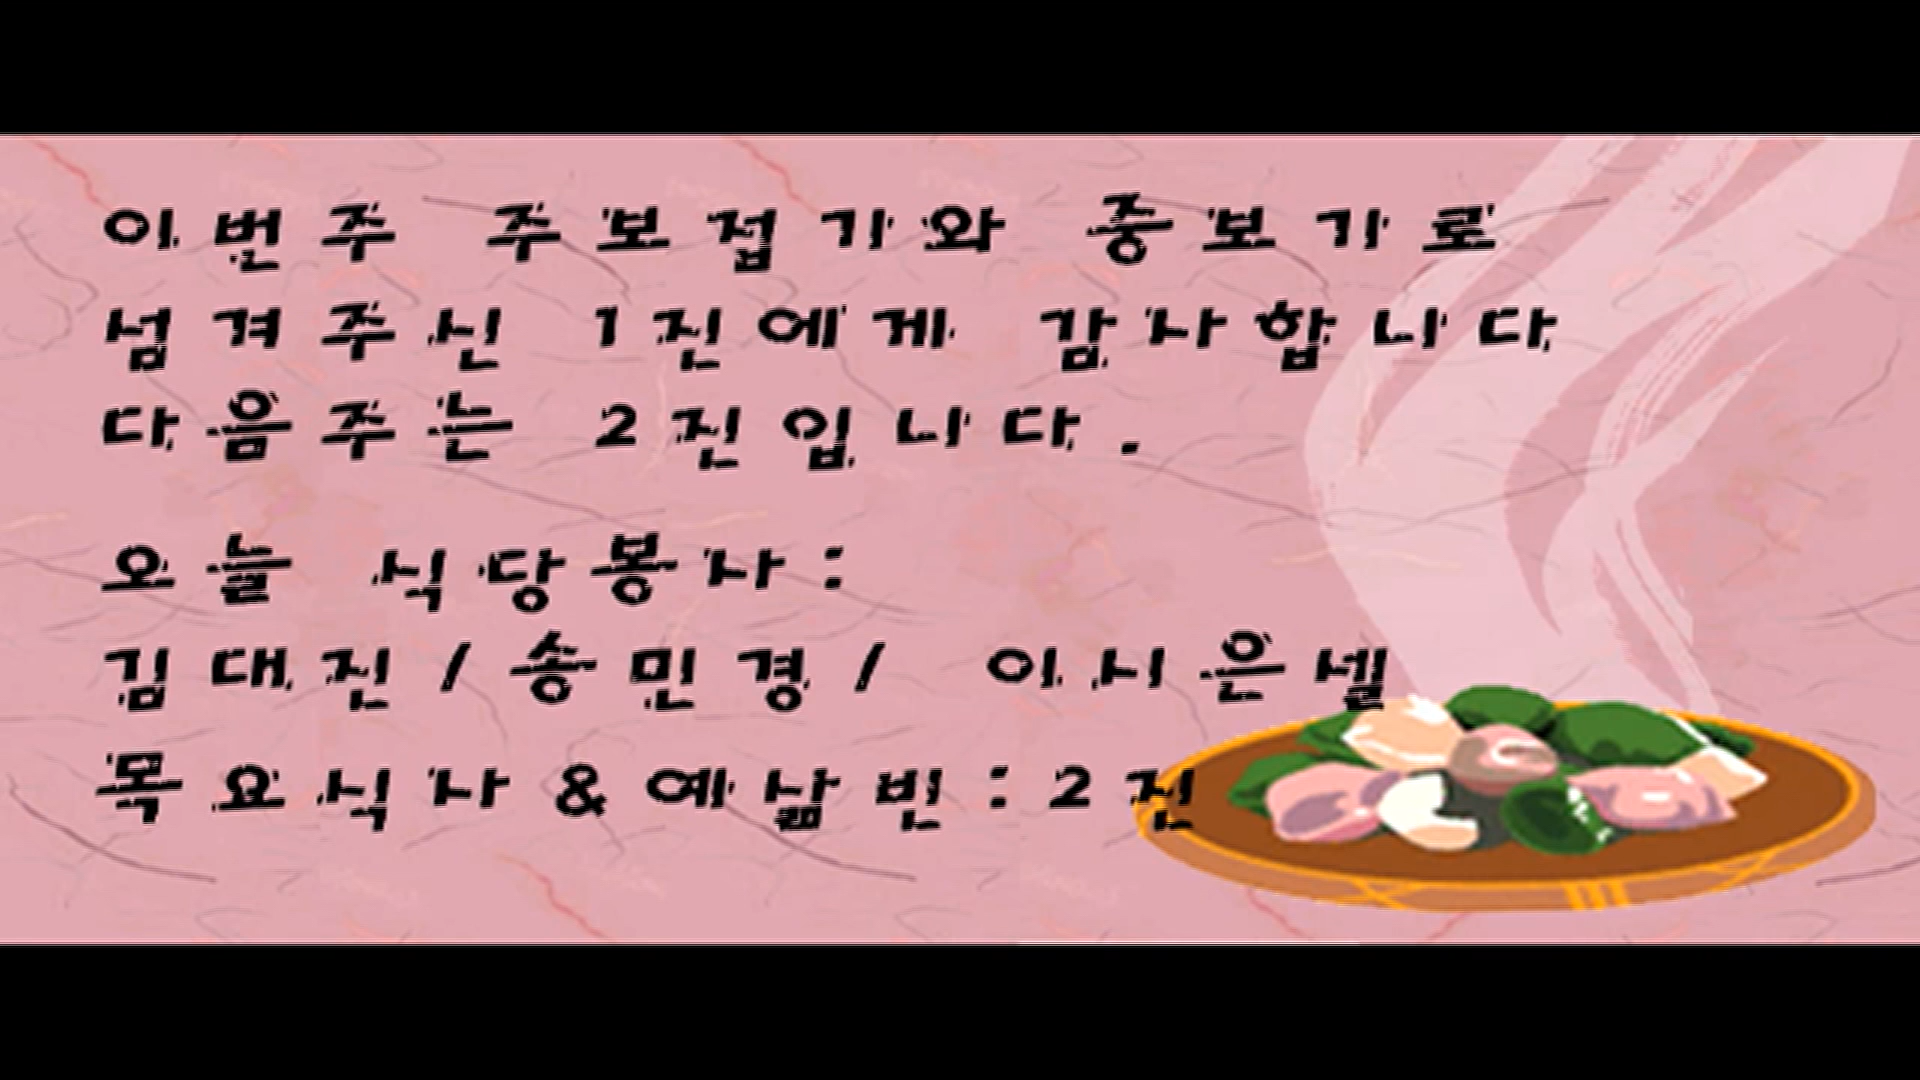 이번주 주보접기와 중보기로
섬겨주신 1진에게 감사합니다
다음주는 2진입니다.
오늘 식당봉사:
김대진/송민경/ 이시은셀
목요식사&예삶빈:2진